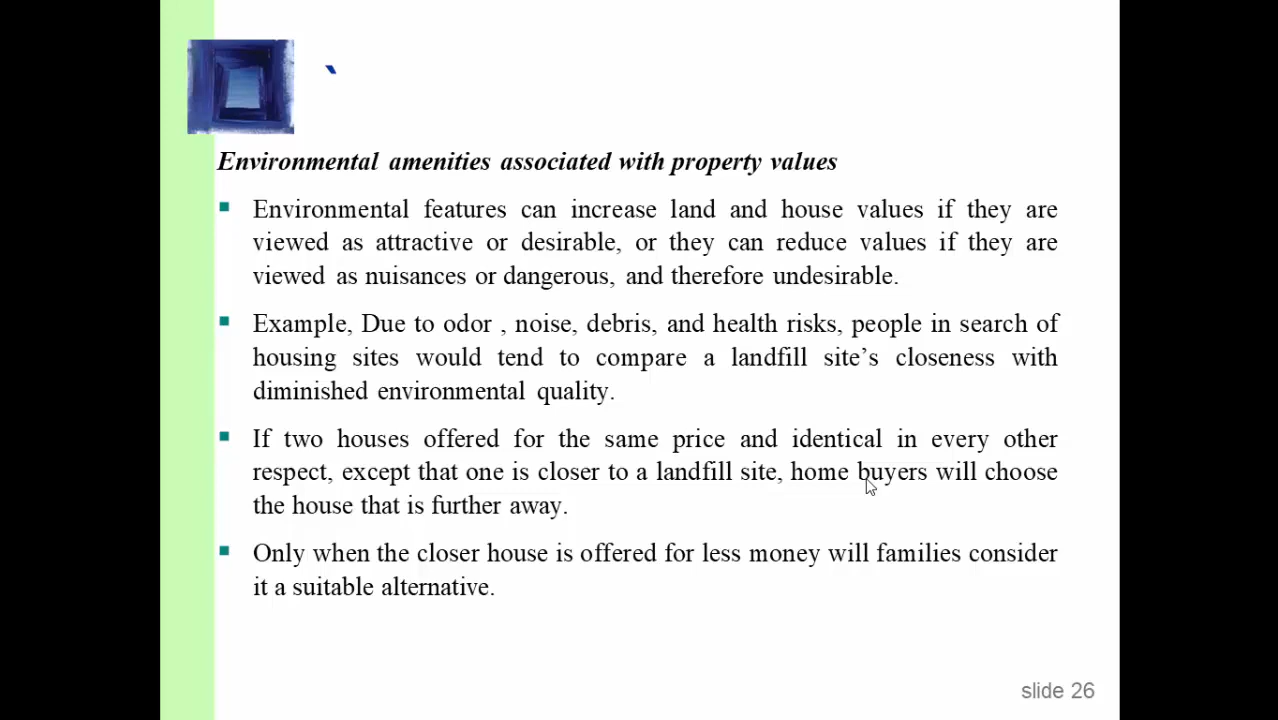 `
Environmental amenities associated with property values
Environmental features can increase land and house values if they are
viewed as attractive or desirable, or they can reduce values if they are
viewed as nuisances or dangerous, and therefore undesirable.
Example, Due to odor , noise, debris, and health risks, people in search of
housing sites would tend to compare a landfill site’s closeness with
diminished environmental quality.
If two houses offered for the same price and identical in every other
respect, except that one is closer to a landfill site, home buyers will choose
the house that is further away.
Only when the closer house is offered for less money will families consider
it a suitable alternative.
slide 26